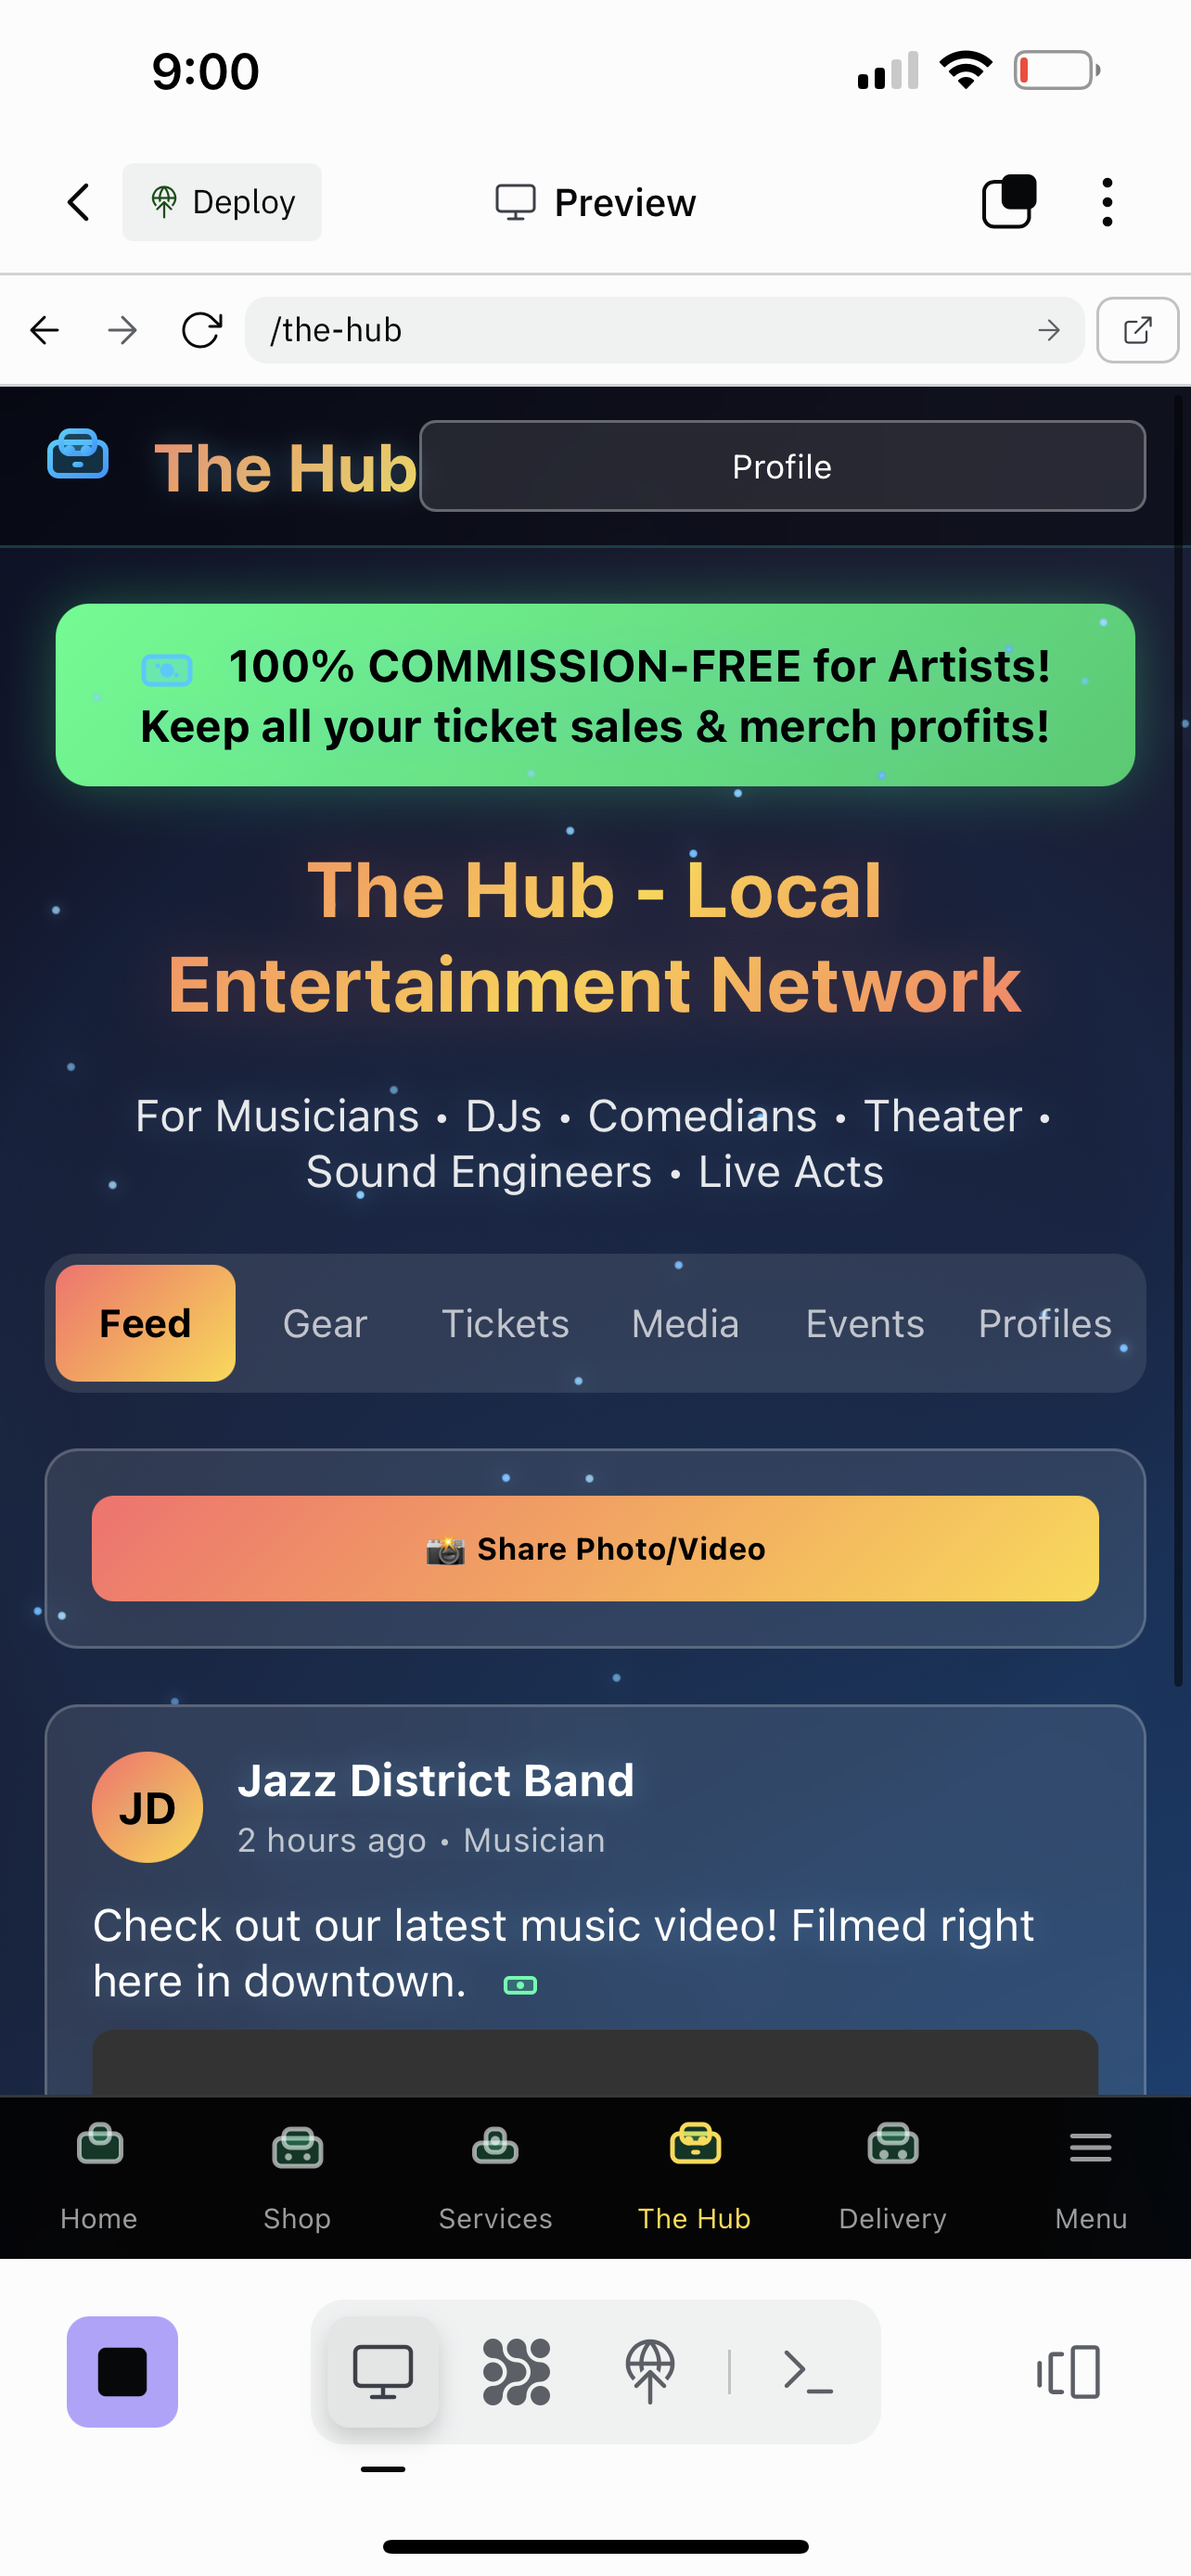 9:00
Deploy
Preview
/the-hub
The Hub
Profile
100% COMMISSION-FREE for Artists!
Keep all your ticket sales & merch profits!
The Hub - Local
Entertainment Network
For Musicians • DJs • Comedians • Theater •
Sound Engineers • Live Acts
Feed Gear Tickets Media Events Profiles
📸 Share Photo/Video
JD
Jazz District Band
2 hours ago • Musician
Check out our latest music video! Filmed right
here in downtown.
Home Shop Services The Hub Delivery Menu